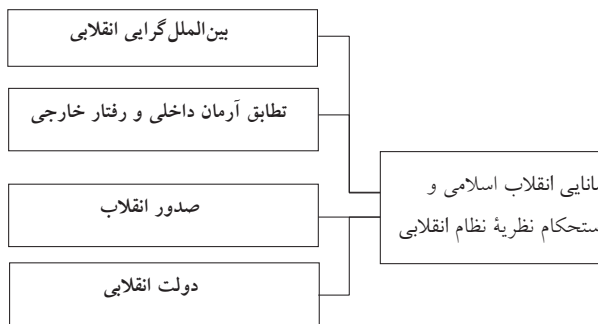 بین‌الملل‌گرایی انقلابی
تطابق آرمان داخلی و رفتار خارجی
انقلاب اسلامی و
نظریهٔ نظام انقلابی
صدور انقلاب
دولت انقلابی